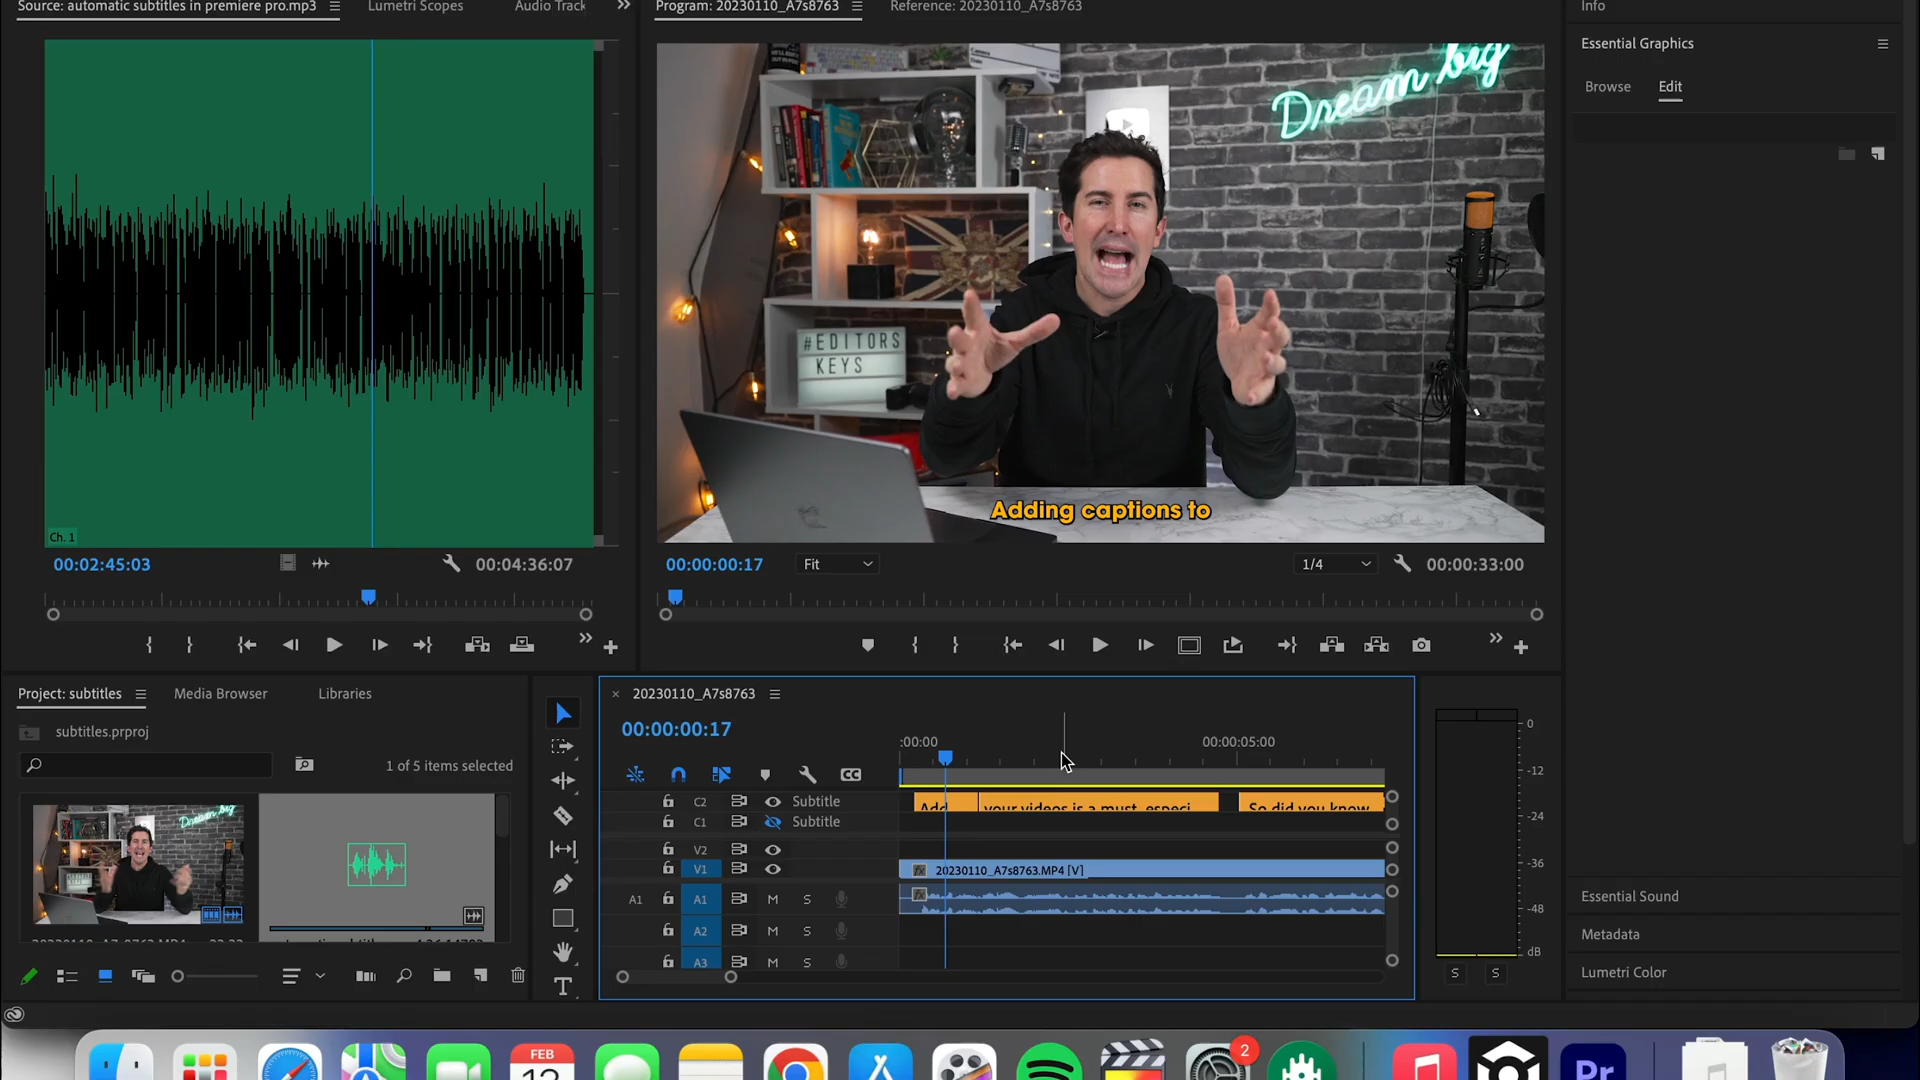 Source: automatic subtitles in premiere pro.mp3
Lumetri Scopes
Audio Track
Program: 20230110_A7s8763
Reference: 20230110_A7s8763
Info
Essential Graphics
Browse
Edit
Dream big
#EDITORS
KEYS
Adding captions to
Ch. 1
00:02:45:03
00:04:36:07
00:00:00:17
Fit
1/4
00:00:33:00
Project: subtitles
Media Browser
Libraries
subtitles.prproj
1 of 5 items selected
20230110_A7s8763
00:00:00:17
:00:00
00:00:05:00
CC
C2
Subtitle
Add
your videos is a must, especi
So did you know
C1
Subtitle
V2
V1
20230110_A7s8763.MP4 [V]
A1
A1
M
S
A2
M
S
A3
M
S
0
-12
-24
-36
-48
dB
S
S
Essential Sound
Metadata
Lumetri Color
FEB
2
Pr